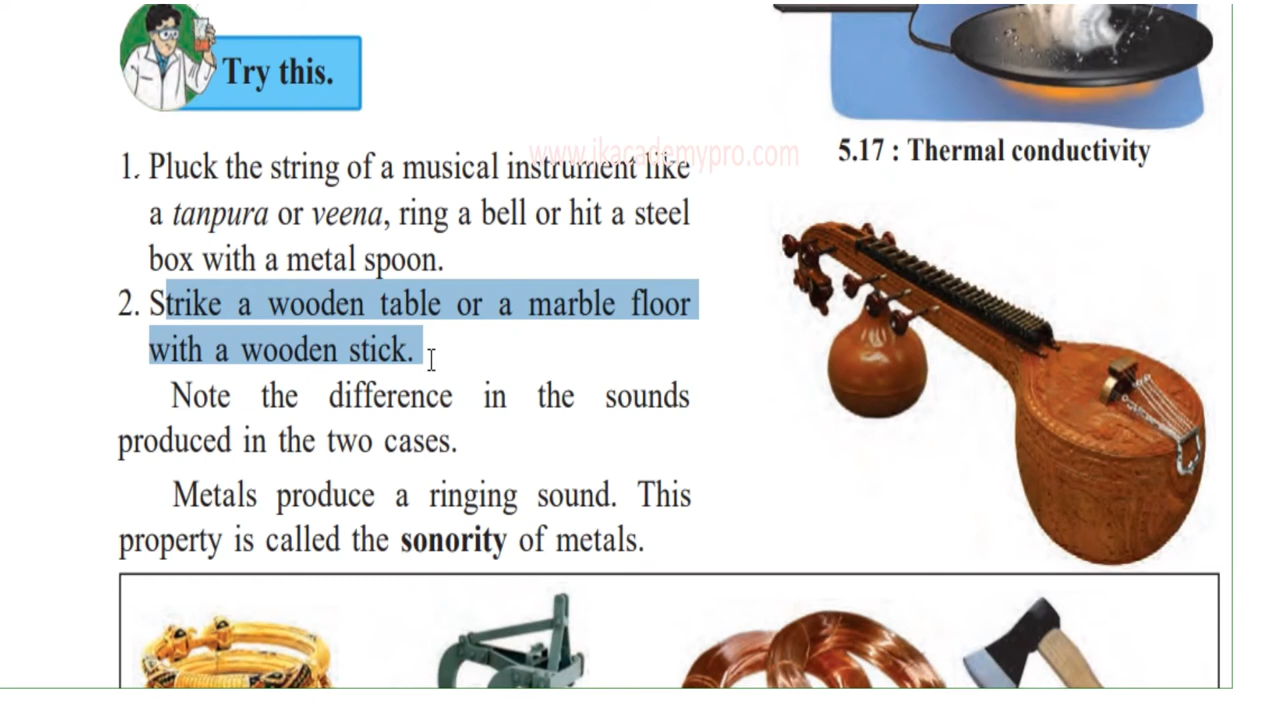 Try this.
www.ikacademypro.com
5.17 : Thermal conductivity
1. Pluck the string of a musical instrument like
a tanpura or veena, ring a bell or hit a steel
box with a metal spoon.
2. Strike a wooden table or a marble floor
with a wooden stick.
Note the difference in the sounds
produced in the two cases.
Metals produce a ringing sound. This
property is called the sonority of metals.